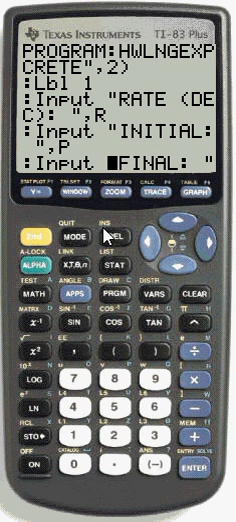 TEXAS INSTRUMENTS TI-83 Plus
PROGRAM:HWLNGEXP
CRETE",2)
:Lbl 1
:Input "RATE (DE
C): ",R
:Input "INITIAL:
",P
:Input █FINAL: "
STAT PLOT F1 TBLSET F2 FORMAT F3 CALC F4 TABLE F5
Y= WINDOW ZOOM TRACE GRAPH
QUIT INS
2nd MODE DEL
A-LOCK LINK LIST
ALPHA X,T,θ,n STAT
TEST A ANGLE B DRAW C DISTR
MATH APPS PRGM VARS CLEAR
MATRX D SIN⁻¹ E COS⁻¹ F TAN⁻¹ G π H
x⁻¹ SIN COS TAN ^
√ I EE J { K } L e M
x² , ( ) ÷
10ˣ N
LOG 7 8 9 ×
eˣ S L4 T L5 U L6 V ] W
LN 4 5 6 −
RCL X L1 Y L2 Z L3 θ MEM "
STO▸ 1 2 3 +
OFF CATALOG i ANS ENTRY SOLVE
ON 0 . (−) ENTER